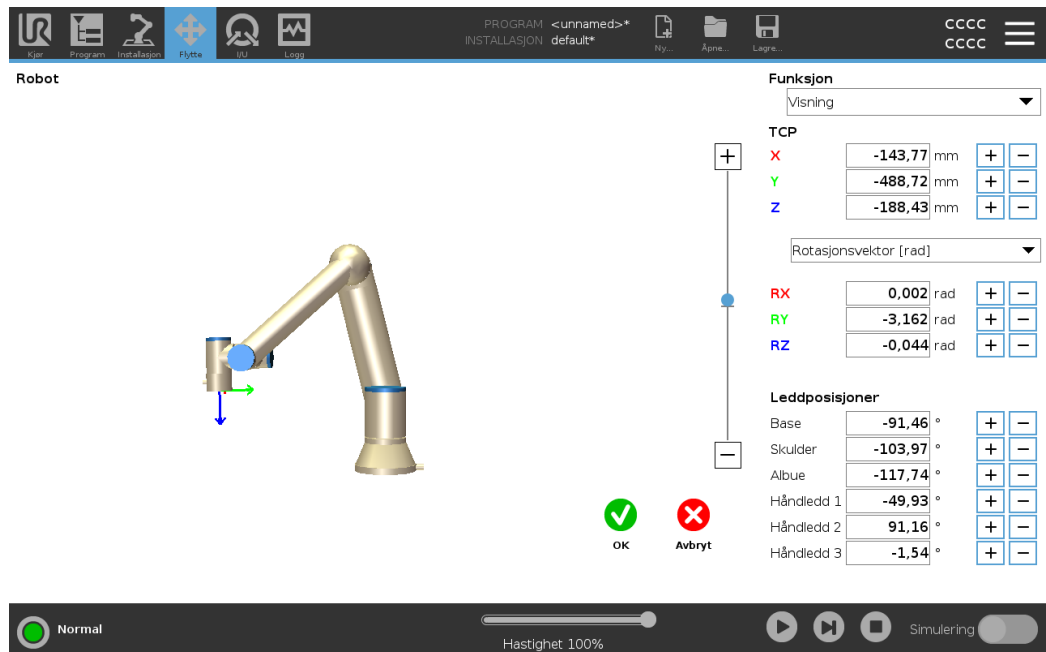 UR
Kjør
Program
Installasjon
Flytte
I/U
Logg
PROGRAM <unnamed>*
INSTALLASJON default*
Ny...
Åpne...
Lagre...
CCCC
CCCC
Robot
Funksjon
Visning
TCP
X -143,77 mm + −
Y -488,72 mm + −
Z -188,43 mm + −
Rotasjonsvektor [rad]
RX 0,002 rad + −
RY -3,162 rad + −
RZ -0,044 rad + −
Leddposisjoner
Base -91,46 ° + −
Skulder -103,97 ° + −
Albue -117,74 ° + −
Håndledd 1 -49,93 ° + −
Håndledd 2 91,16 ° + −
Håndledd 3 -1,54 ° + −
+
−
OK
Avbryt
Normal
Hastighet 100%
Simulering